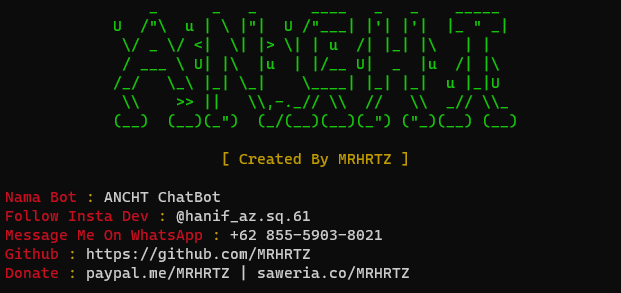 ANCHT
[ Created By MRHRTZ ]
Nama Bot : ANCHT ChatBot
Follow Insta Dev : @hanif_az.sq.61
Message Me On WhatsApp : +62 855-5903-8021
Github : https://github.com/MRHRTZ
Donate : paypal.me/MRHRTZ | saweria.co/MRHRTZ